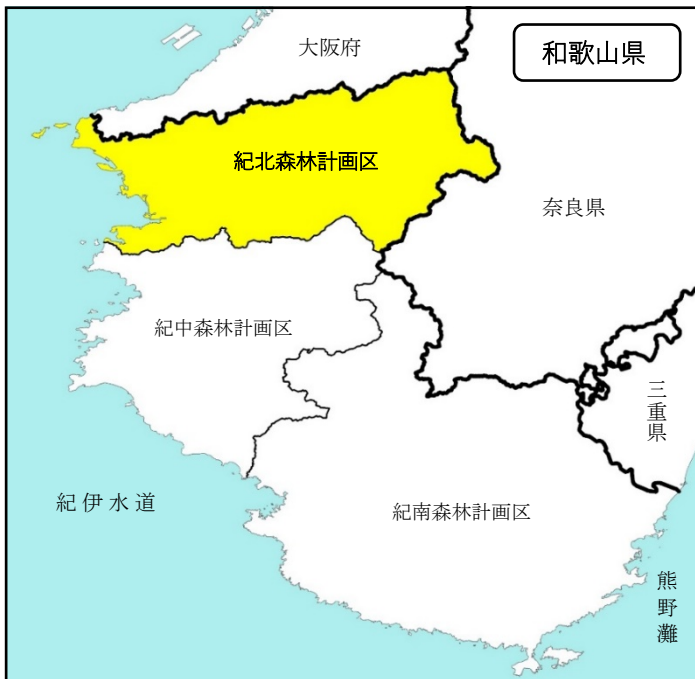 大阪府
和歌山県
紀北森林計画区
奈良県
紀中森林計画区
三重県
紀伊水道
紀南森林計画区
熊野灘